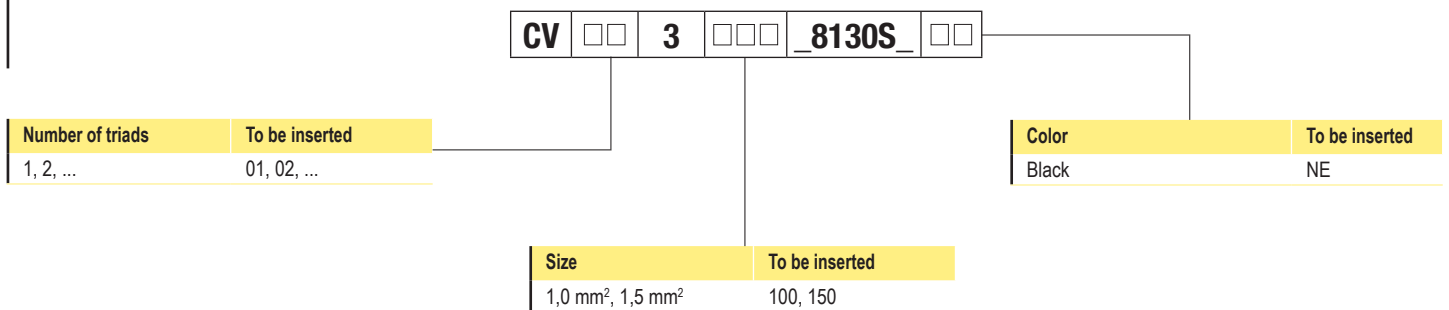 CV □□ 3 □□□ _8130S_ □□
Number of triads To be inserted
1, 2, ... 01, 02, ...
Color To be inserted
Black NE
Size To be inserted
1,0 mm², 1,5 mm² 100, 150